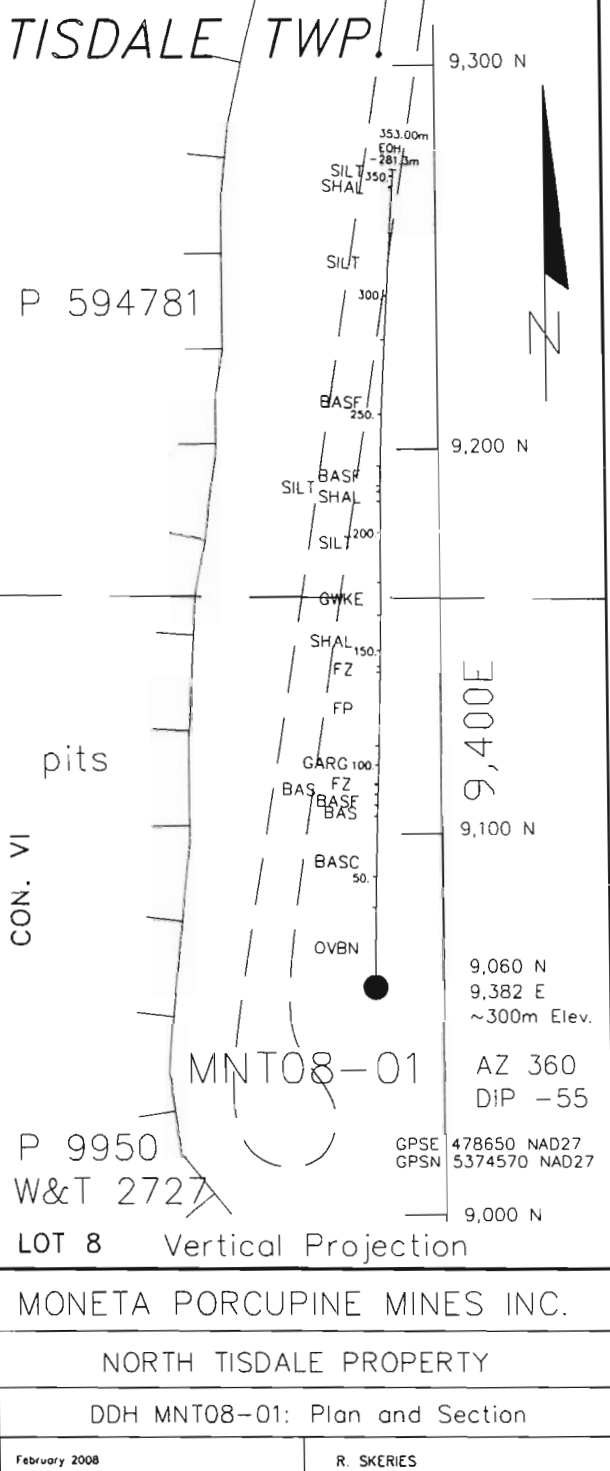 TISDALE TWP.
9,300 N
353.00m
EOH
-281.3m
SILT 350.
SHAL
SILT
P 594781
300
N
BASF
250.
9,200 N
BASF
SILT SHAL
200.
SILT
GWKE
SHAL 150.
FZ
9,400E
FP
pits
GARG 100.
FZ
BAS BASF
BAS
9,100 N
CON. VI
BASC
50.
OVBN
9,060 N
9,382 E
~300m Elev.
MNT08-01
AZ 360
DIP -55
P 9950
GPSE 478650 NAD27
GPSN 5374570 NAD27
W&T 2727
9,000 N
LOT 8 Vertical Projection
MONETA PORCUPINE MINES INC.
NORTH TISDALE PROPERTY
DDH MNT08-01: Plan and Section
February 2008 R. SKERIES